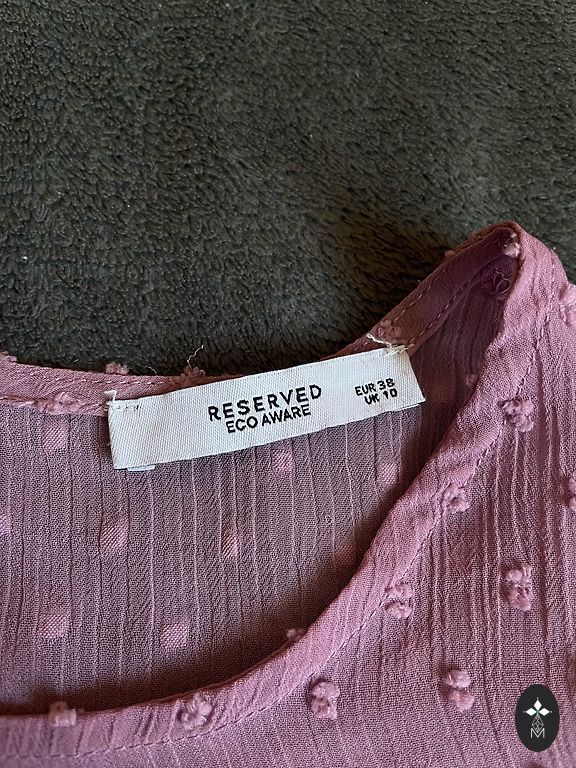 RESERVED
ECO AWARE
EUR 38
UK 10
M